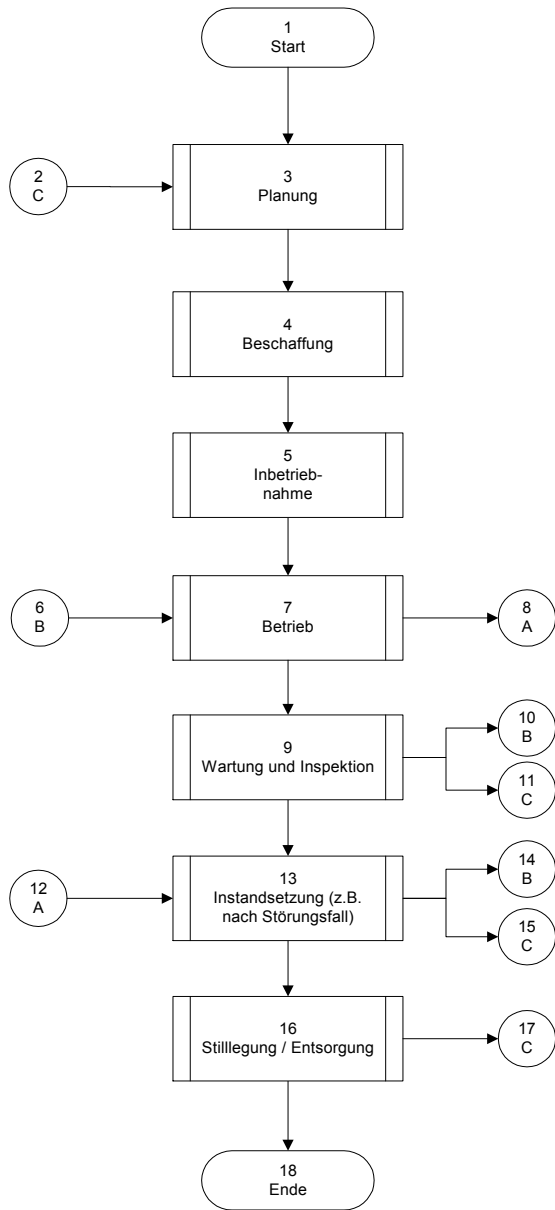 1
Start
2
C
3
Planung
4
Beschaffung
5
Inbetrieb-
nahme
6
B
7
Betrieb
8
A
9
Wartung und Inspektion
10
B
11
C
12
A
13
Instandsetzung (z.B.
nach Störungsfall)
14
B
15
C
16
Stilllegung / Entsorgung
17
C
18
Ende